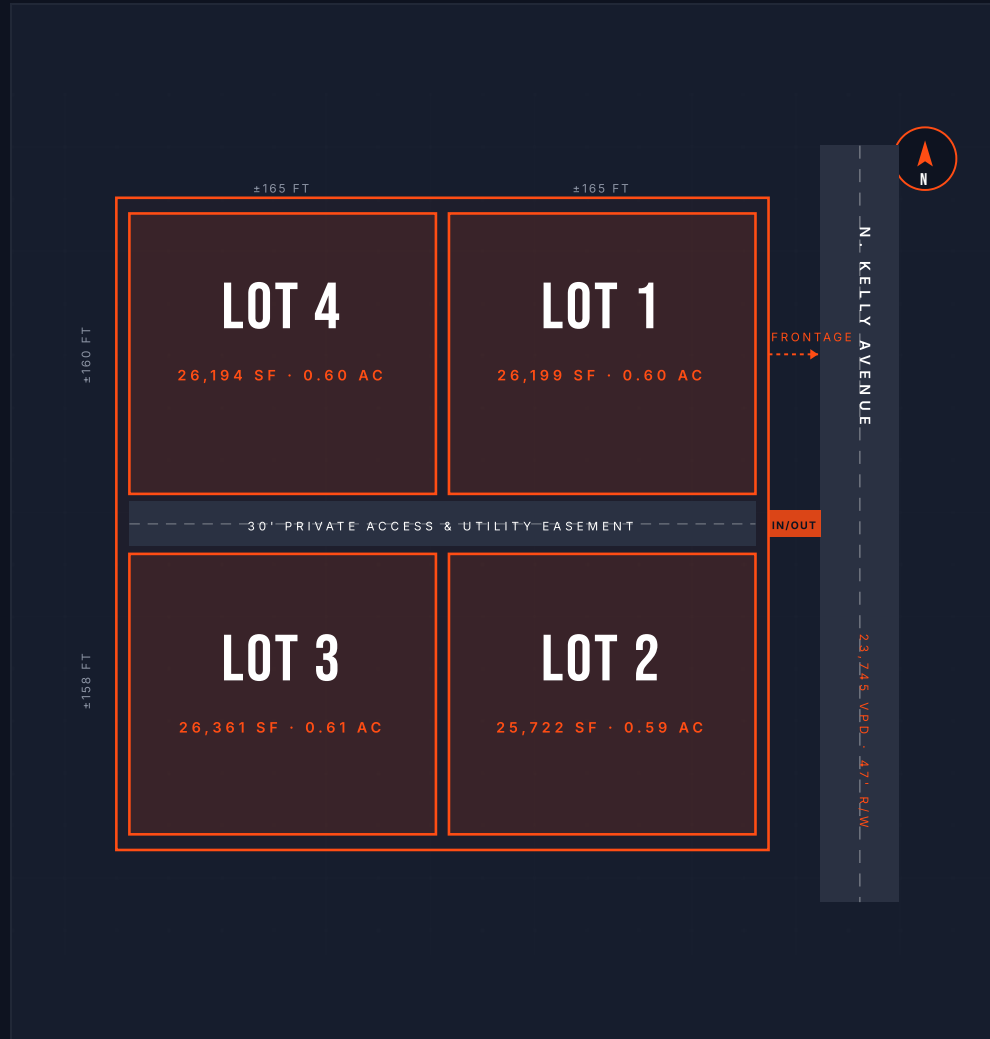 ±165 FT
±165 FT
N
N. KELLY AVENUE
LOT 4
LOT 1
±160 FT
FRONTAGE
26,194 SF · 0.60 AC
26,199 SF · 0.60 AC
30' PRIVATE ACCESS & UTILITY EASEMENT
IN/OUT
LOT 3
LOT 2
±158 FT
26,361 SF · 0.61 AC
25,722 SF · 0.59 AC
23,745 VPD · 47' R/W